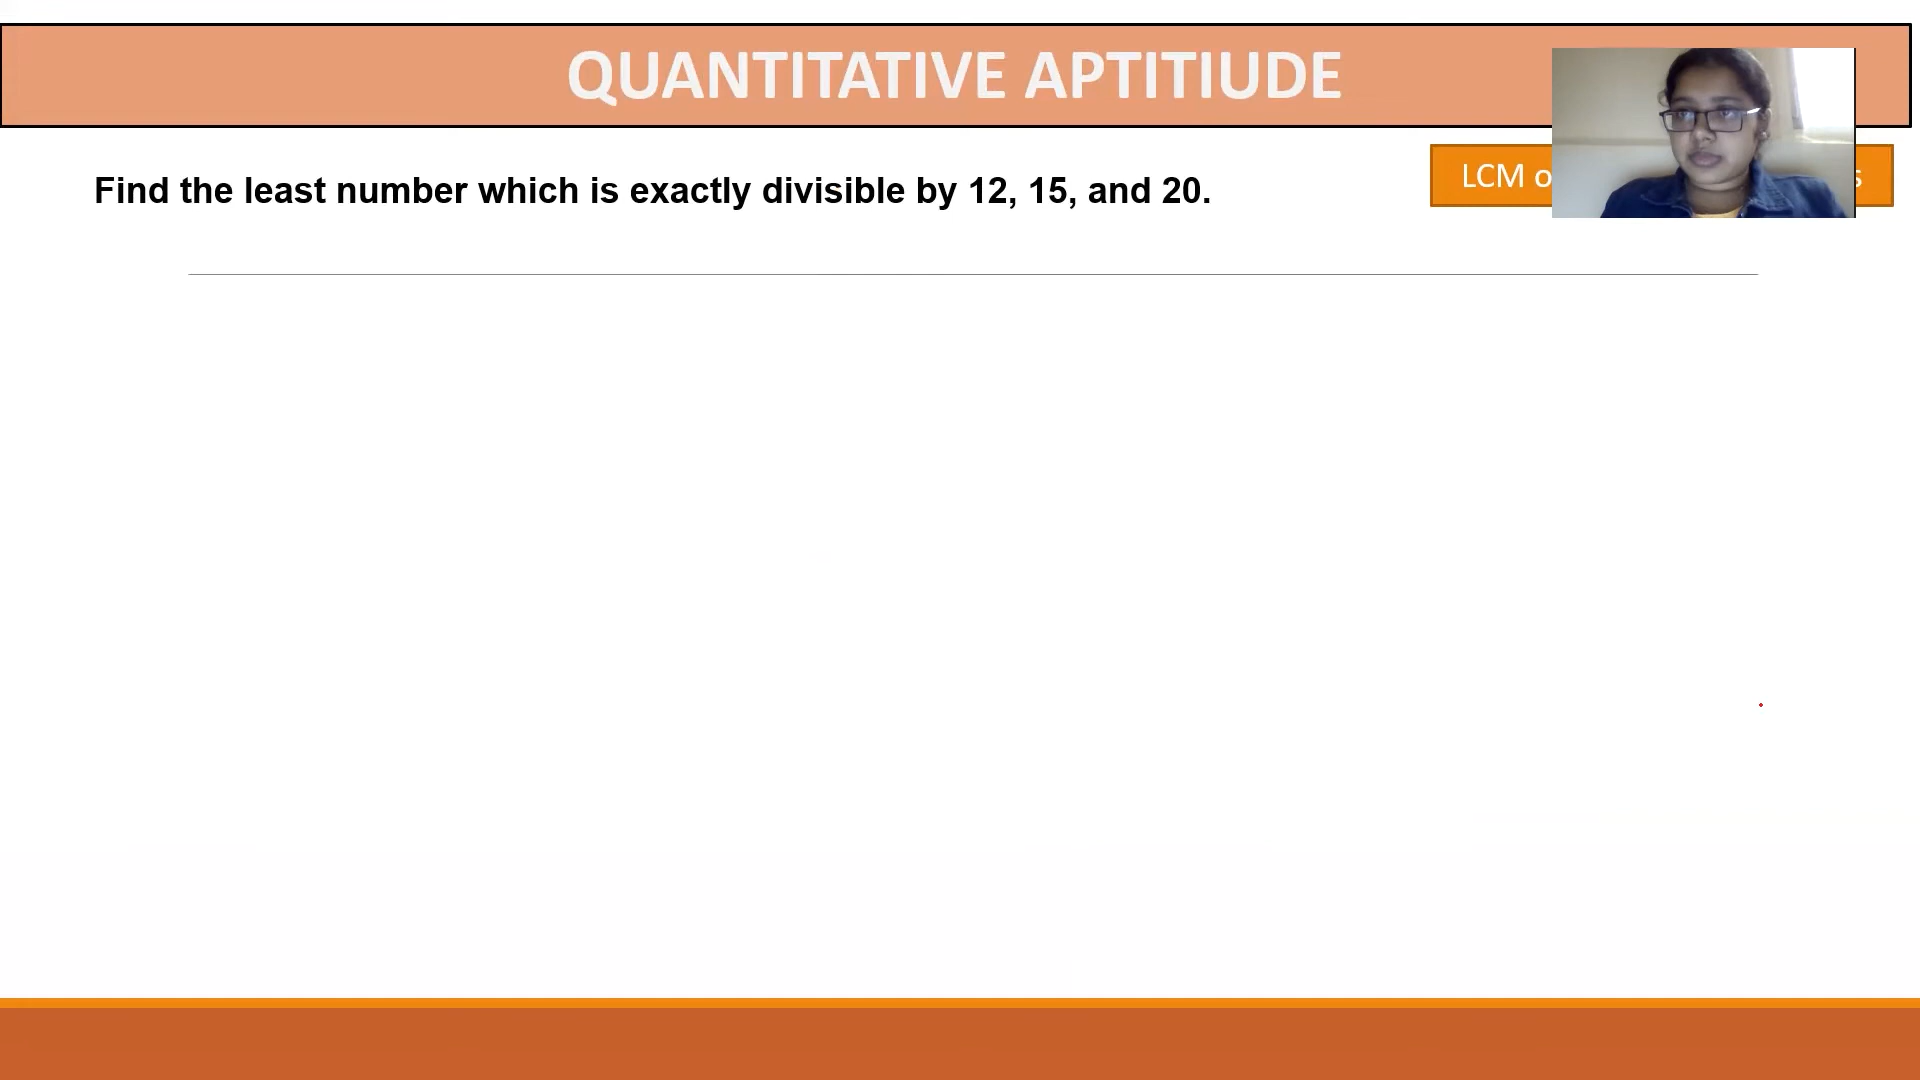 QUANTITATIVE APTITIUDE
Find the least number which is exactly divisible by 12, 15, and 20.
LCM